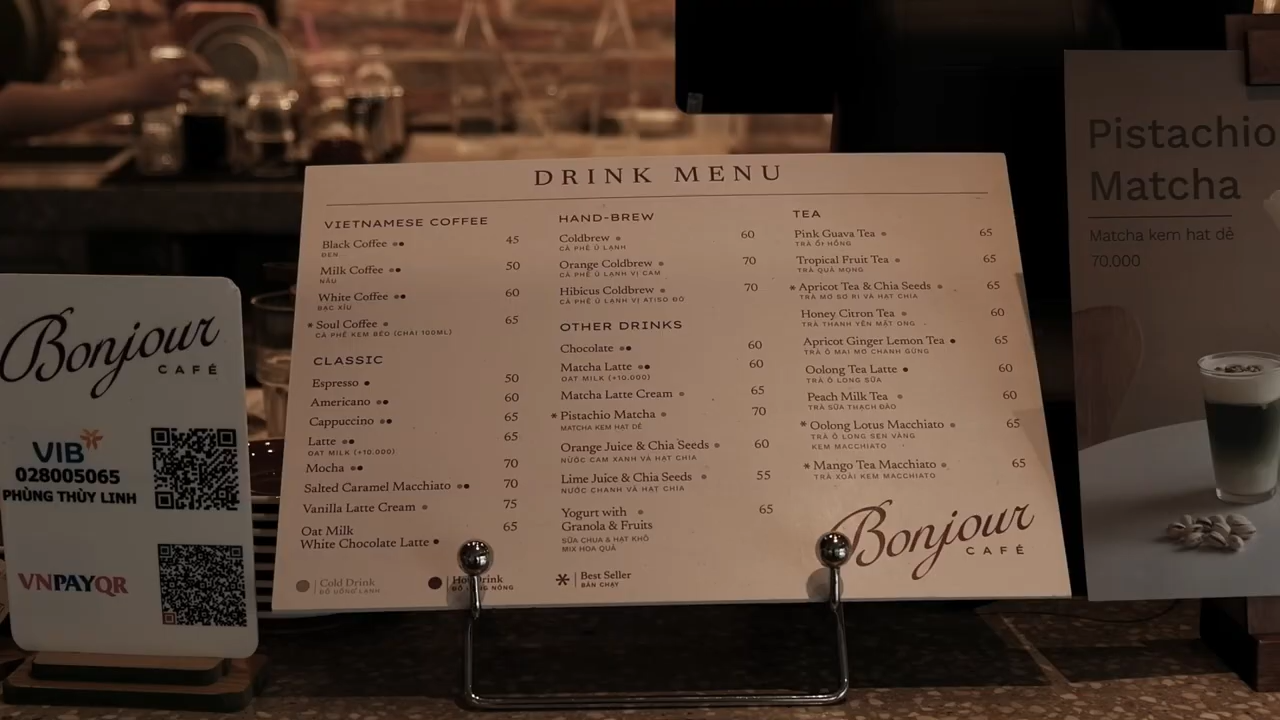 DRINK MENU
VIETNAMESE COFFEE
Black Coffee 45
ĐEN
Milk Coffee 50
NÂU
White Coffee 60
BẠC XỈU
* Soul Coffee 65
CÀ PHÊ KEM BÉO (CHAI 100ML)
CLASSIC
Espresso 50
Americano 60
Cappuccino 65
Latte 65
OAT MILK (+10.000)
Mocha 70
Salted Caramel Macchiato 70
Vanilla Latte Cream 75
Oat Milk
White Chocolate Latte 65
Cold Drink
ĐỒ UỐNG LẠNH
Hot Drink
ĐỒ UỐNG NÓNG
* Best Seller
BÁN CHẠY
HAND-BREW
Coldbrew 60
CÀ PHÊ Ủ LẠNH
Orange Coldbrew 70
CÀ PHÊ Ủ LẠNH VỊ CAM
Hibicus Coldbrew 70
CÀ PHÊ Ủ LẠNH VỊ ATISO ĐỎ
OTHER DRINKS
Chocolate 60
Matcha Latte 60
OAT MILK (+10.000)
Matcha Latte Cream 65
* Pistachio Matcha 70
MATCHA KEM HẠT DẺ
Orange Juice & Chia Seeds 60
NƯỚC CAM XANH VÀ HẠT CHIA
Lime Juice & Chia Seeds 55
NƯỚC CHANH VÀ HẠT CHIA
Yogurt with 65
Granola & Fruits
SỮA CHUA & HẠT KHÔ
MIX HOA QUẢ
TEA
Pink Guava Tea 65
TRÀ ỔI HỒNG
Tropical Fruit Tea 65
TRÀ QUẢ MỌNG
* Apricot Tea & Chia Seeds 65
TRÀ MƠ SƠ RI VÀ HẠT CHIA
Honey Citron Tea 60
TRÀ THANH YÊN MẬT ONG
Apricot Ginger Lemon Tea 65
TRÀ Ô MAI MƠ CHANH GỪNG
Oolong Tea Latte 60
TRÀ Ô LONG SỮA
Peach Milk Tea 60
TRÀ SỮA THẠCH ĐÀO
* Oolong Lotus Macchiato 65
TRÀ Ô LONG SEN VÀNG
KEM MACCHIATO
* Mango Tea Macchiato 65
TRÀ XOÀI KEM MACCHIATO
Bonjour
CAFÉ
Bonjour
CAFÉ
VIB
028005065
PHÙNG THÙY LINH
VNPAYQR
Pistachio
Matcha
Matcha kem hạt dẻ
70.000